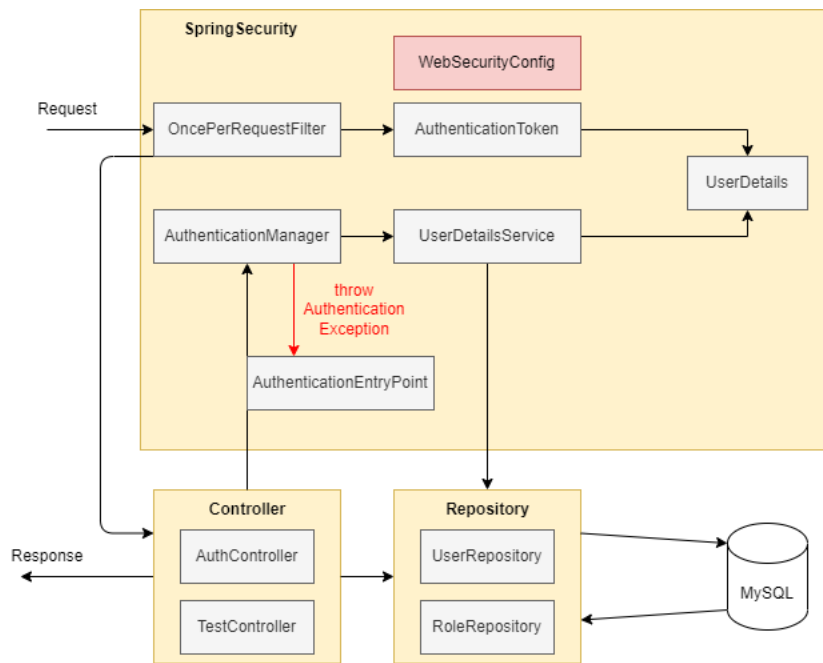 SpringSecurity
WebSecurityConfig
Request
OncePerRequestFilter
AuthenticationToken
UserDetails
AuthenticationManager
UserDetailsService
throw
Authentication
Exception
AuthenticationEntryPoint
Controller
Repository
Response
AuthController
UserRepository
MySQL
TestController
RoleRepository